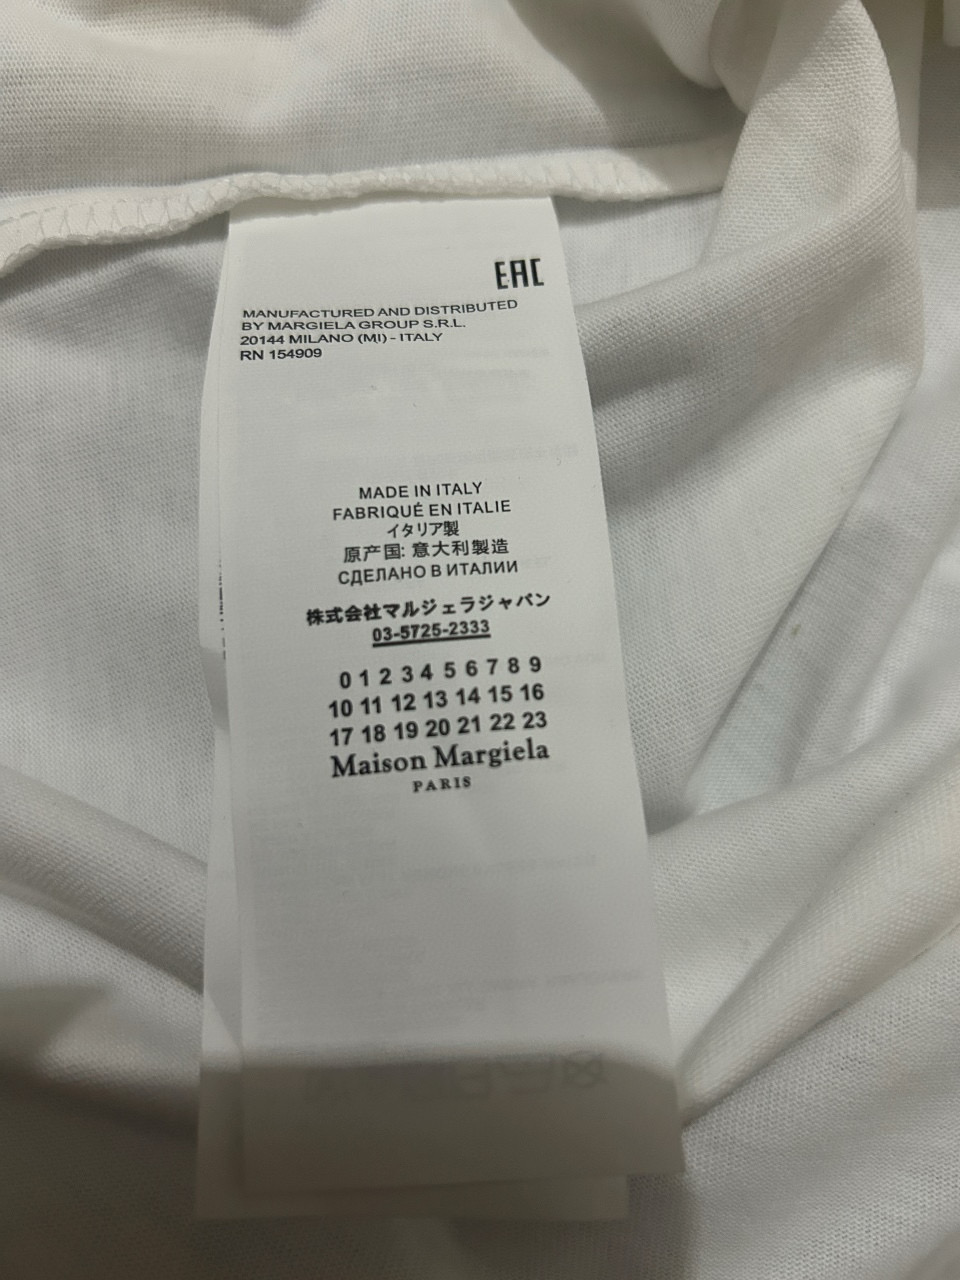 EAC
MANUFACTURED AND DISTRIBUTED
BY MARGIELA GROUP S.R.L.
20144 MILANO (MI) - ITALY
RN 154909
MADE IN ITALY
FABRIQUÉ EN ITALIE
イタリア製
原产国: 意大利製造
СДЕЛАНО В ИТАЛИИ
株式会社マルジェラジャパン
03-5725-2333
0 1 2 3 4 5 6 7 8 9
10 11 12 13 14 15 16
17 18 19 20 21 22 23
Maison Margiela
PARIS